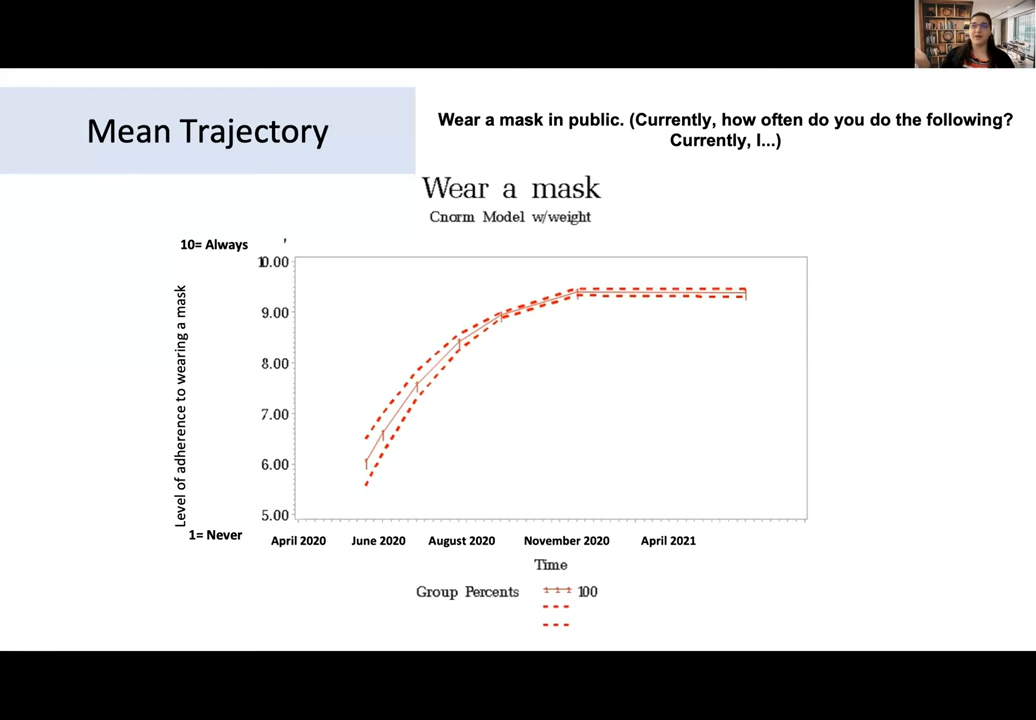 Mean Trajectory
Wear a mask in public. (Currently, how often do you do the following?
Currently, I...)
Wear a mask
Cnorm Model w/weight
10= Always
Level of adherence to wearing a mask
10.00
9.00
8.00
7.00
6.00
5.00
1= Never
April 2020 June 2020 August 2020 November 2020 April 2021
Time
Group Percents 100